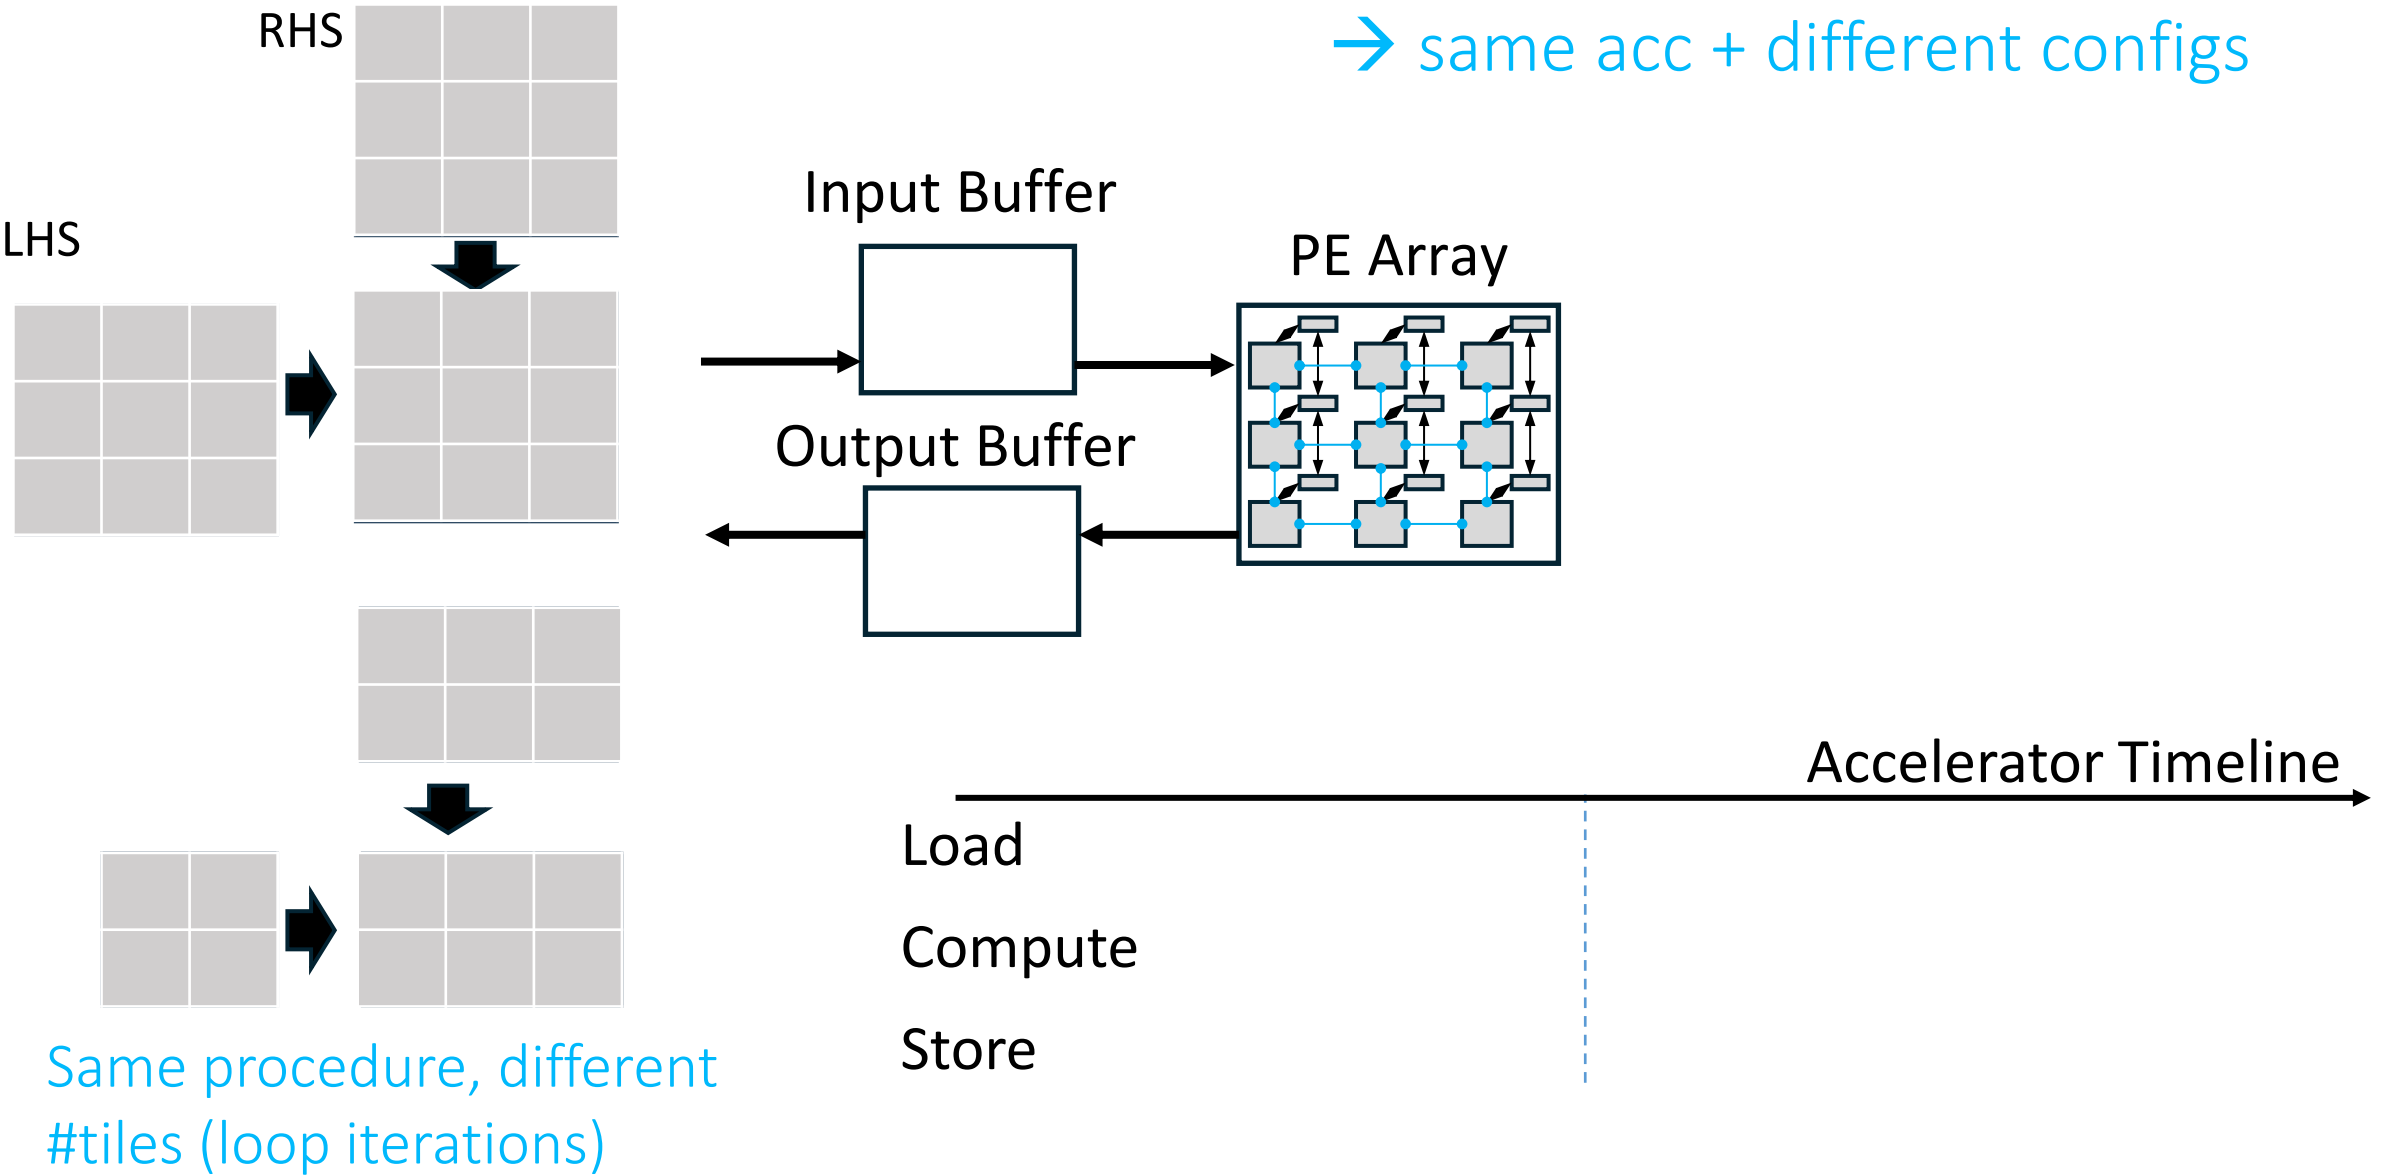 RHS
→ same acc + different configs
LHS
Input Buffer
PE Array
Output Buffer
Accelerator Timeline
Load
Compute
Store
Same procedure, different
#tiles (loop iterations)